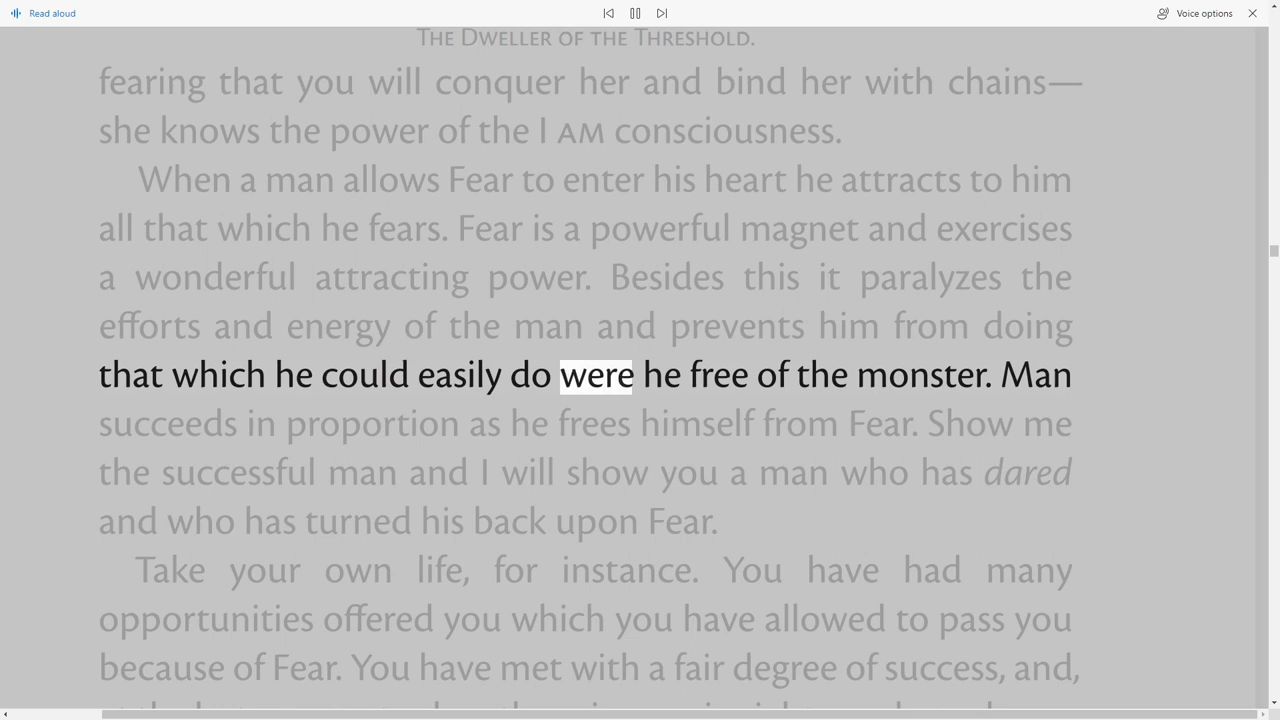 Read aloud
Voice options
THE DWELLER OF THE THRESHOLD.
fearing that you will conquer her and bind her with chains—
she knows the power of the I AM consciousness.
When a man allows Fear to enter his heart he attracts to him
all that which he fears. Fear is a powerful magnet and exercises
a wonderful attracting power. Besides this it paralyzes the
efforts and energy of the man and prevents him from doing
that which he could easily do were he free of the monster. Man
succeeds in proportion as he frees himself from Fear. Show me
the successful man and I will show you a man who has dared
and who has turned his back upon Fear.
Take your own life, for instance. You have had many
opportunities offered you which you have allowed to pass you
because of Fear. You have met with a fair degree of success, and,